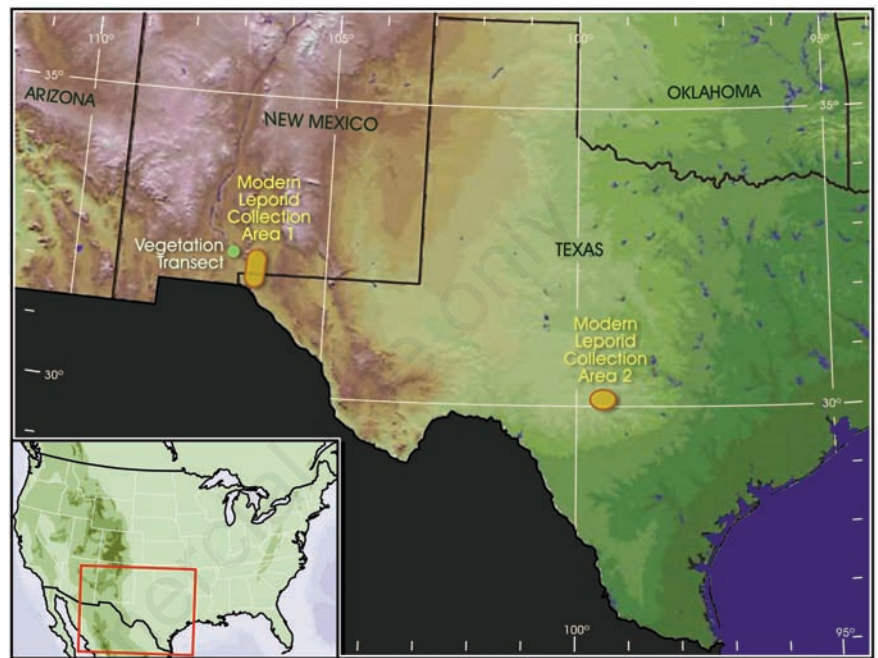 110°
105°
100°
95°
35°
ARIZONA
NEW MEXICO
OKLAHOMA
35°
Modern
Leporid
Collection
Area 1
Vegetation
Transect
TEXAS
Modern
Leporid
Collection
Area 2
30°
30°
100°
95°